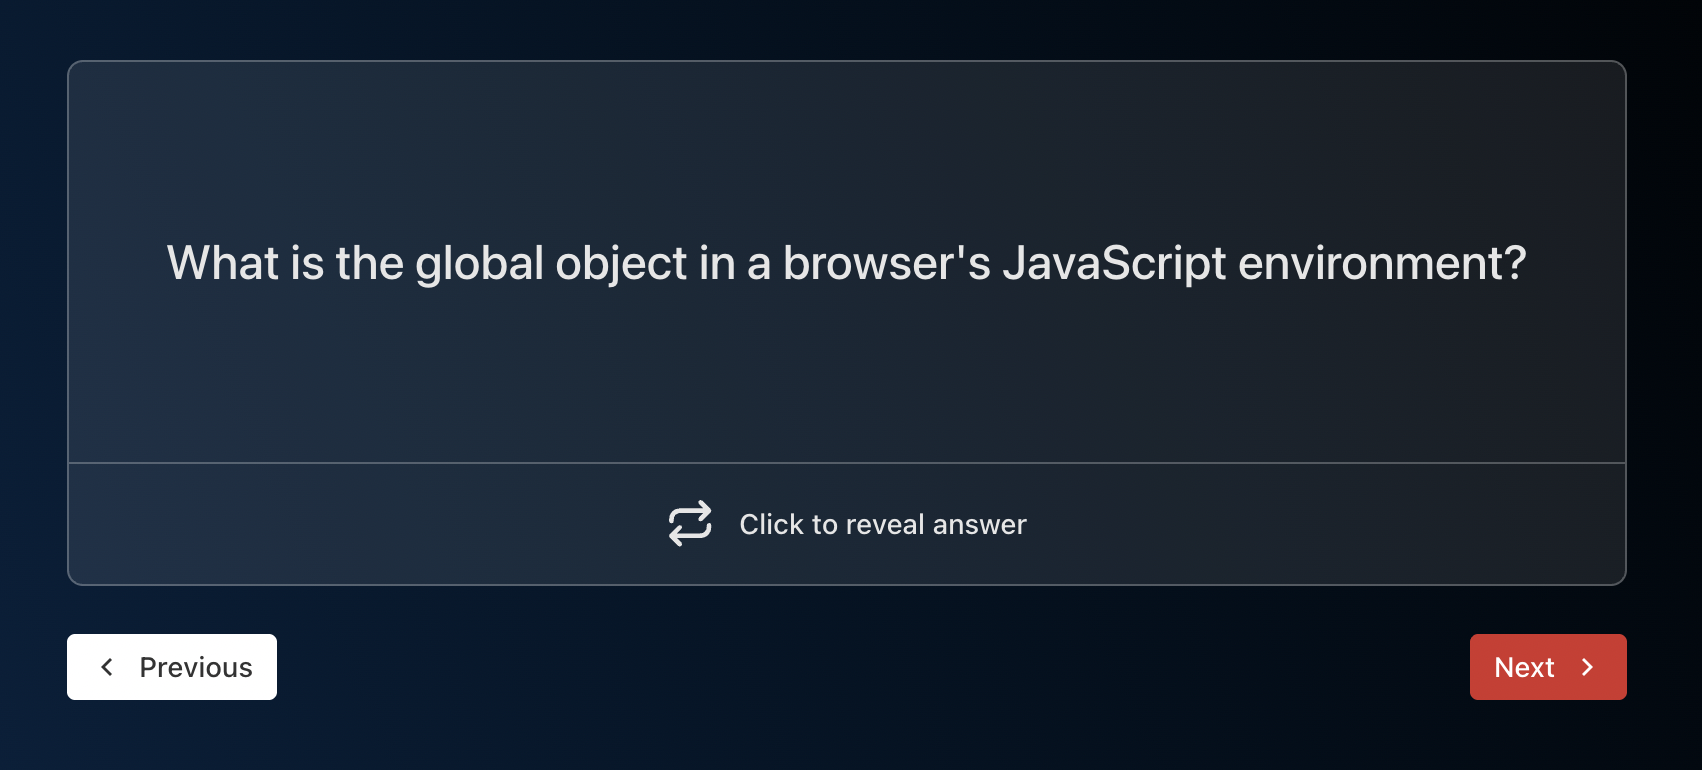 What is the global object in a browser's JavaScript environment?
Click to reveal answer
Previous
Next